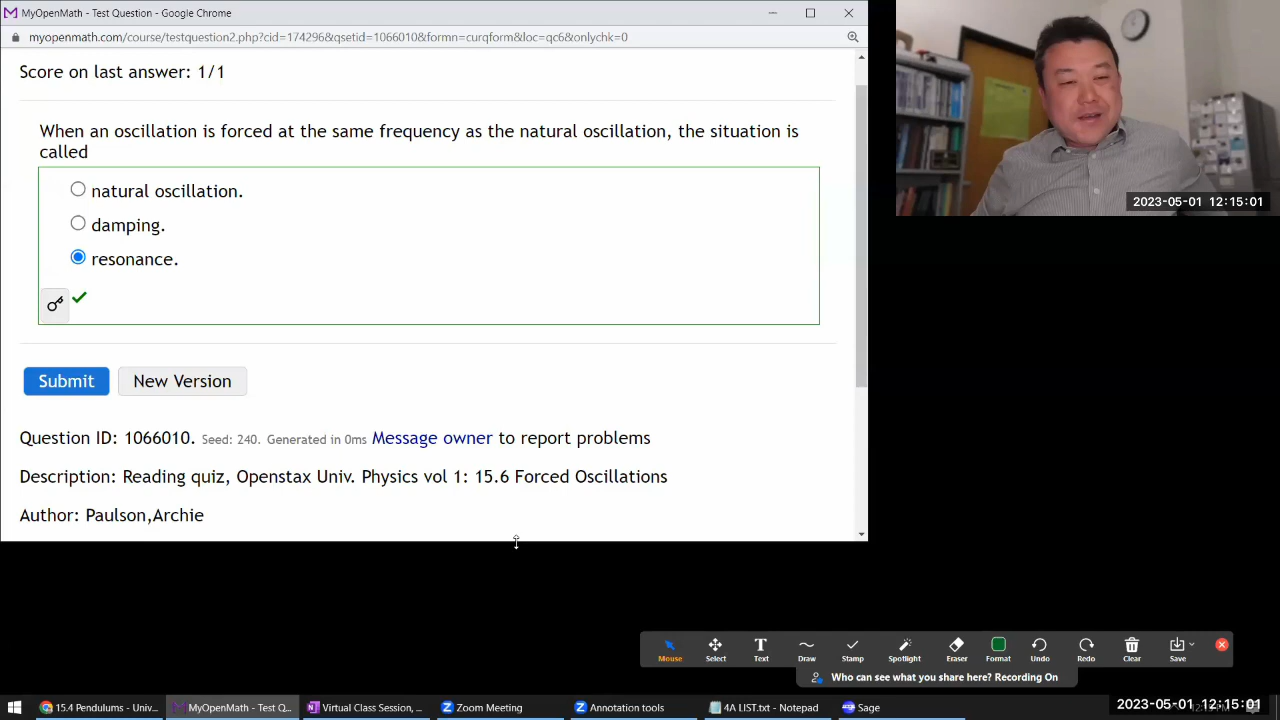 MyOpenMath - Test Question - Google Chrome
myopenmath.com/course/testquestion2.php?cid=174296&qsetid=1066010&formn=curqform&loc=qc6&onlychk=0
Score on last answer: 1/1
When an oscillation is forced at the same frequency as the natural oscillation, the situation is
called
natural oscillation.
damping.
resonance.
Submit
New Version
Question ID: 1066010. Seed: 240. Generated in 0ms Message owner to report problems
Description: Reading quiz, Openstax Univ. Physics vol 1: 15.6 Forced Oscillations
Author: Paulson,Archie
2023-05-01 12:15:01
Mouse
Select
Text
Draw
Stamp
Spotlight
Eraser
Format
Undo
Redo
Clear
Save
Who can see what you share here? Recording On
15.4 Pendulums - Univ...
MyOpenMath - Test Q...
Virtual Class Session, ...
Zoom Meeting
Annotation tools
4A LIST.txt - Notepad
Sage
2023-05-01 12:15:01